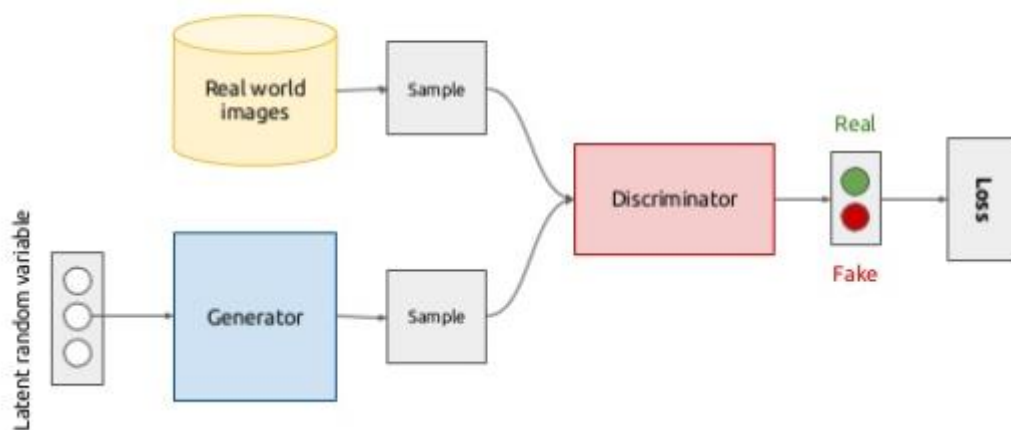 Real world
images
Sample
Real
Discriminator
Loss
Fake
Latent random variable
Generator
Sample